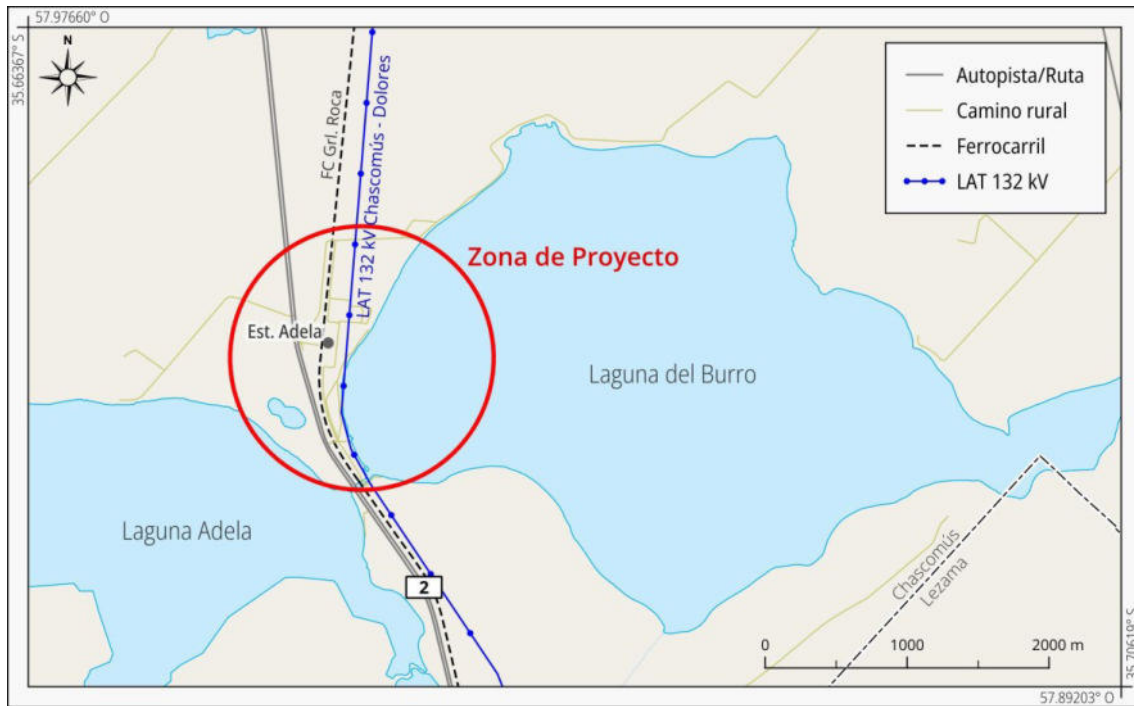 57.97660° O
35.66367° S
N
FC Grl. Roca
LAT 132 kV Chascomús - Dolores
Autopista/Ruta
Camino rural
Ferrocarril
LAT 132 kV
Zona de Proyecto
Est. Adela
Laguna del Burro
Laguna Adela
2
Chascomús
Lezama
0 1000 2000 m
35.70619° S
57.89203° O